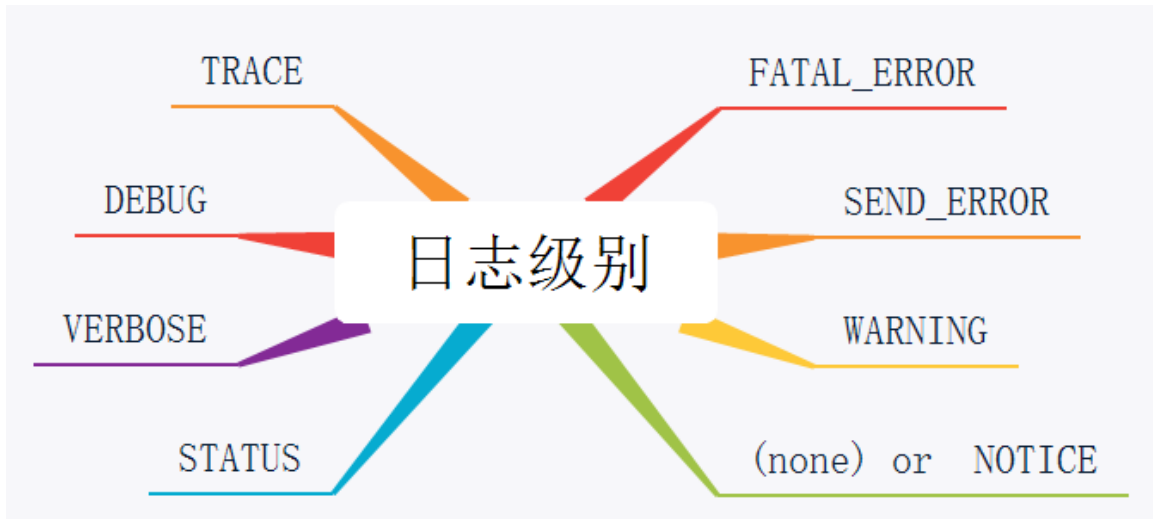 TRACE
FATAL_ERROR
DEBUG
SEND_ERROR
日志级别
VERBOSE
WARNING
STATUS
(none) or NOTICE